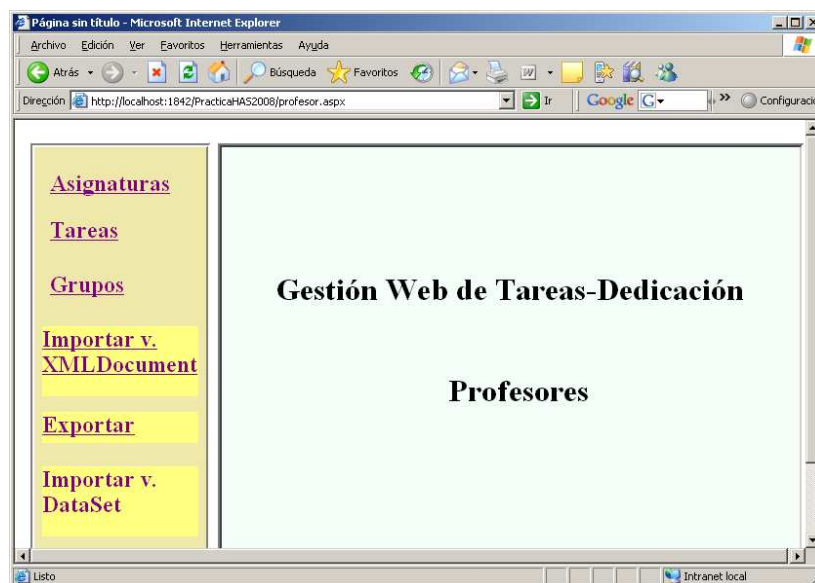 Página sin título - Microsoft Internet Explorer
Archivo Edición Ver Favoritos Herramientas Ayuda
Atrás Búsqueda Favoritos
Dirección http://localhost:1842/PracticaHAS2008/profesor.aspx Ir Google G Configuració
Asignaturas
Tareas
Grupos
Importar v.
XMLDocument
Exportar
Importar v.
DataSet
Gestión Web de Tareas-Dedicación
Profesores
Listo Intranet local